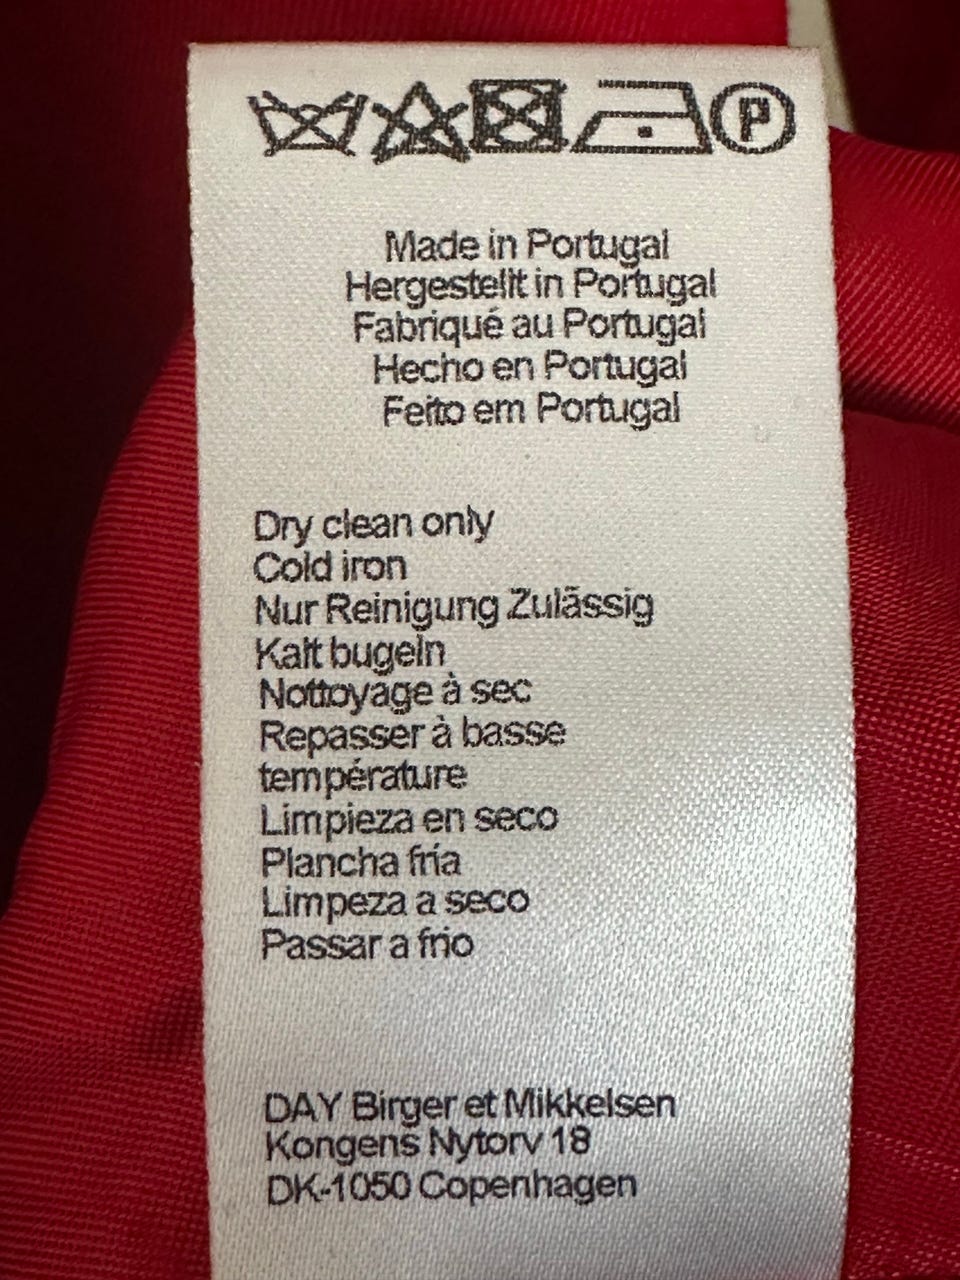 P
Made in Portugal
Hergestellt in Portugal
Fabriqué au Portugal
Hecho en Portugal
Feito em Portugal
Dry clean only
Cold iron
Nur Reinigung Zulässig
Kalt bugeln
Nottoyage à sec
Repasser à basse
température
Limpieza en seco
Plancha fría
Limpeza a seco
Passar a frio
DAY Birger et Mikkelsen
Kongens Nytorv 18
DK-1050 Copenhagen